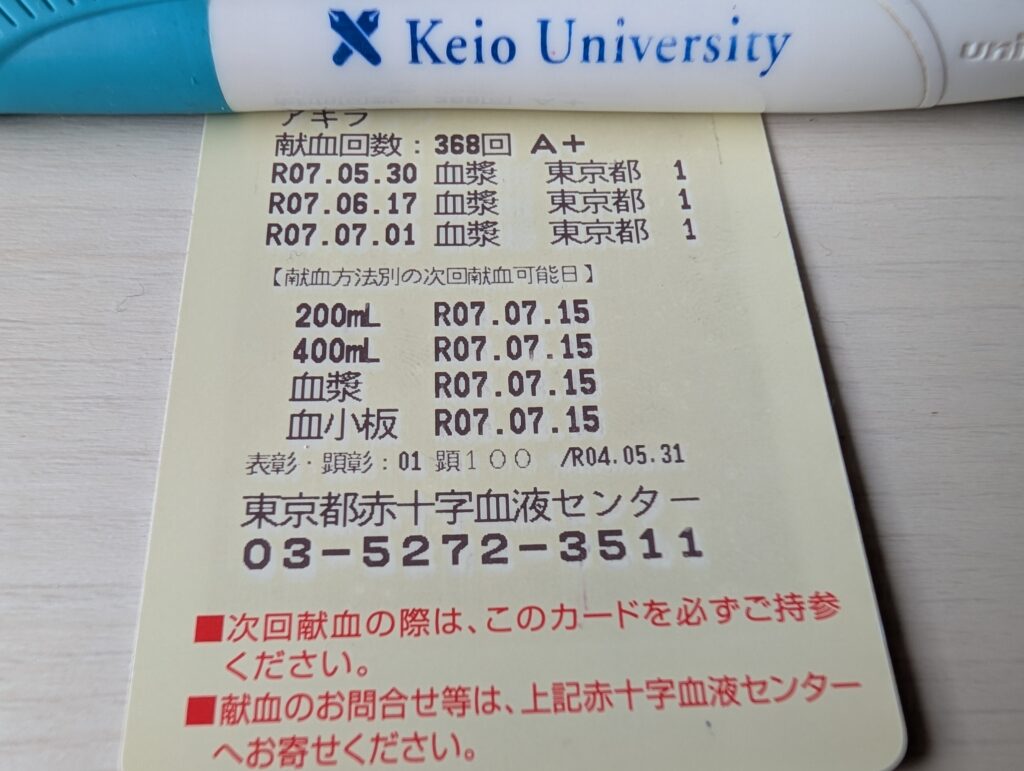 Keio University
uni
アキラ
献血回数：368回 A+
R07.05.30 血漿 東京都 1
R07.06.17 血漿 東京都 1
R07.07.01 血漿 東京都 1
【献血方法別の次回献血可能日】
200mL R07.07.15
400mL R07.07.15
血漿 R07.07.15
血小板 R07.07.15
表彰・顕彰：01 顕１００ /R04.05.31
東京都赤十字血液センター
03-5272-3511
■次回献血の際は、このカードを必ずご持参
ください。
■献血のお問合せ等は、上記赤十字血液センター
へお寄せください。